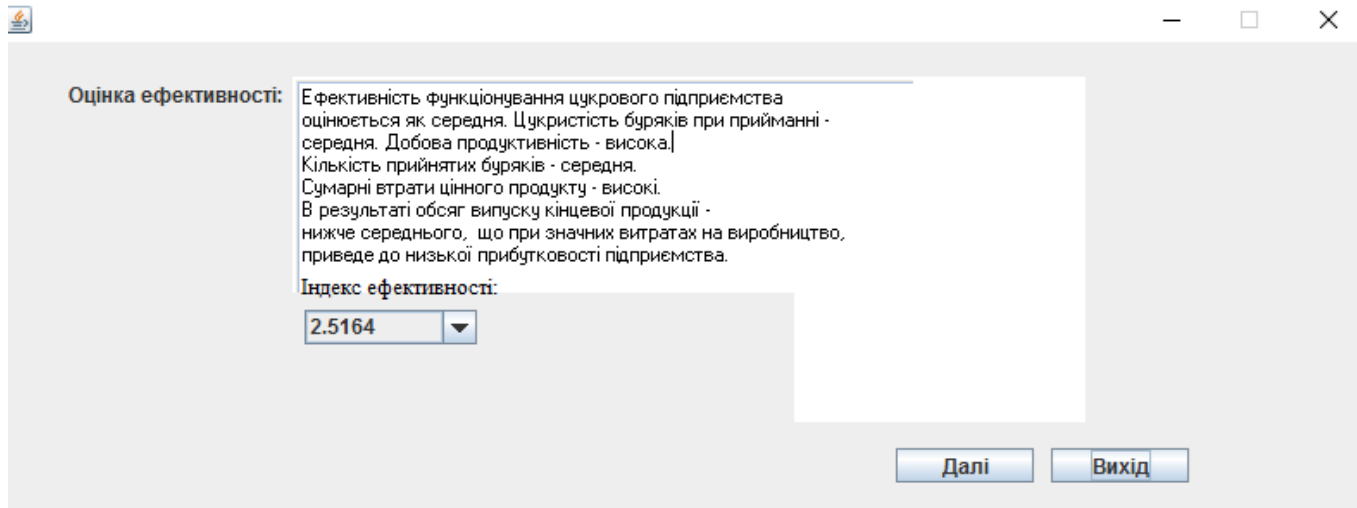 Оцінка ефективності:
Ефективність функціонування цукрового підприємства
оцінюється як середня. Цукристість буряків при прийманні -
середня. Добова продуктивність - висока.
Кількість прийнятих буряків - середня.
Сумарні втрати цінного продукту - високі.
В результаті обсяг випуску кінцевої продукції -
нижче середнього,  що при значних витратах на виробництво,
приведе до низької прибутковості підприємства.
Індекс ефективності:
2.5164
Далі
Вихід